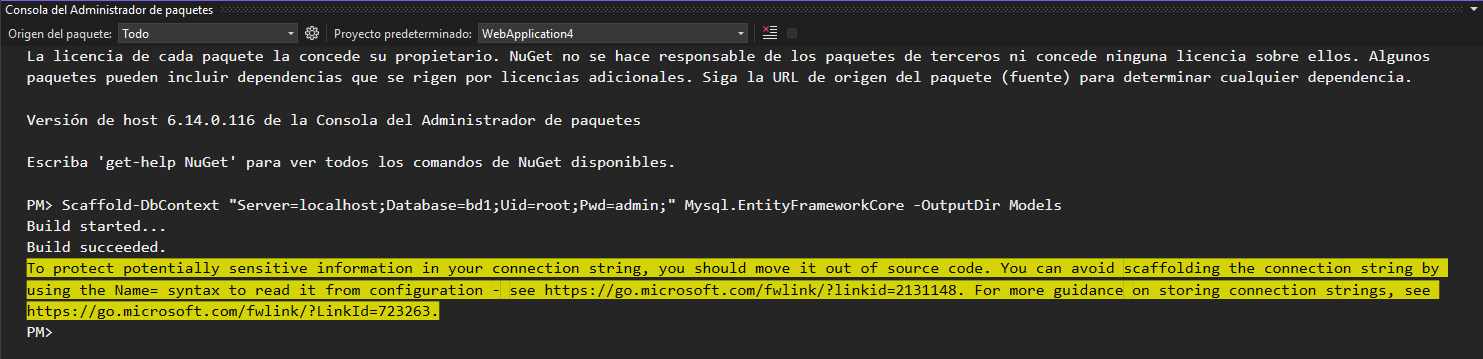 Consola del Administrador de paquetes
Origen del paquete: Todo Proyecto predeterminado: WebApplication4
La licencia de cada paquete la concede su propietario. NuGet no se hace responsable de los paquetes de terceros ni concede ninguna licencia sobre ellos. Algunos
paquetes pueden incluir dependencias que se rigen por licencias adicionales. Siga la URL de origen del paquete (fuente) para determinar cualquier dependencia.
Versión de host 6.14.0.116 de la Consola del Administrador de paquetes
Escriba 'get-help NuGet' para ver todos los comandos de NuGet disponibles.
PM> Scaffold-DbContext "Server=localhost;Database=bd1;Uid=root;Pwd=admin;" Mysql.EntityFrameworkCore -OutputDir Models
Build started...
Build succeeded.
To protect potentially sensitive information in your connection string, you should move it out of source code. You can avoid scaffolding the connection string by
using the Name= syntax to read it from configuration - see https://go.microsoft.com/fwlink/?linkid=2131148. For more guidance on storing connection strings, see
https://go.microsoft.com/fwlink/?LinkId=723263.
PM>